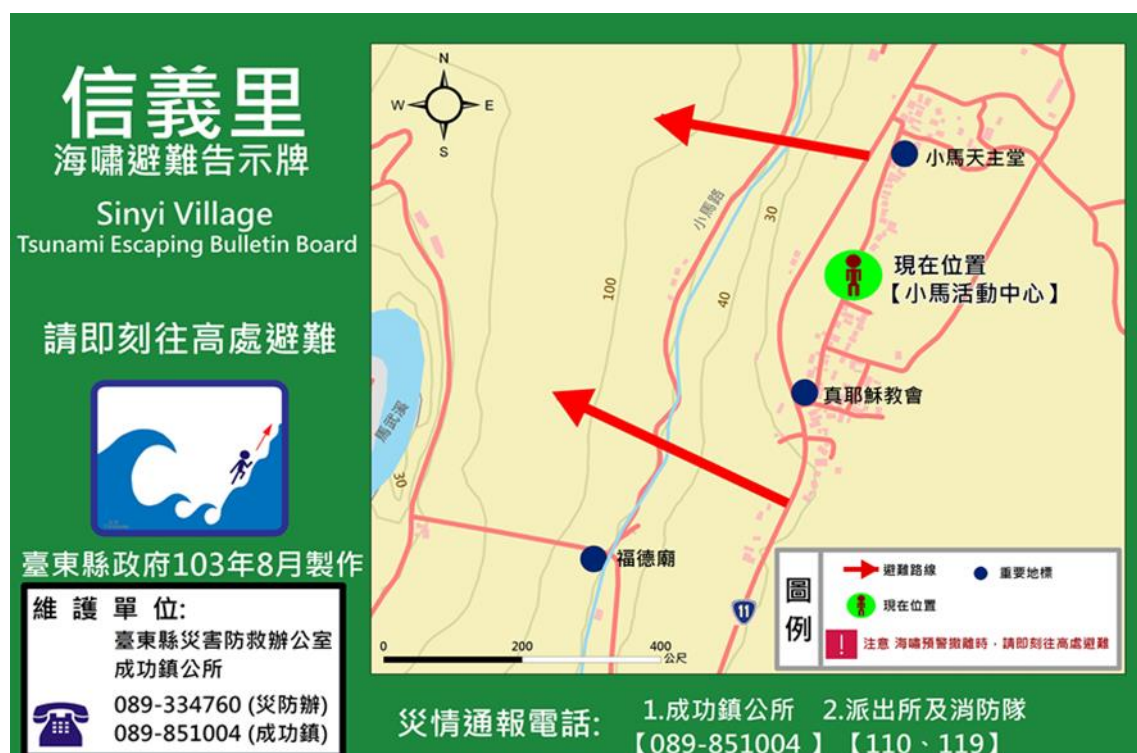 信義里
海嘯避難告示牌
Sinyi Village
Tsunami Escaping Bulletin Board
請即刻往高處避難
臺東縣政府103年8月製作
維護單位:
臺東縣災害防救辦公室
成功鎮公所
089-334760 (災防辦)
089-851004 (成功鎮)
N
W
E
S
小馬天主堂
小馬路
30
現在位置
【小馬活動中心】
100
40
真耶穌教會
馬武溪
30
福德廟
11
0
200
400
公尺
圖例
避難路線
重要地標
現在位置
! 注意 海嘯預警撤離時,請即刻往高處避難
災情通報電話:
1.成功鎮公所 2.派出所及消防隊
【089-851004 】【110、119】